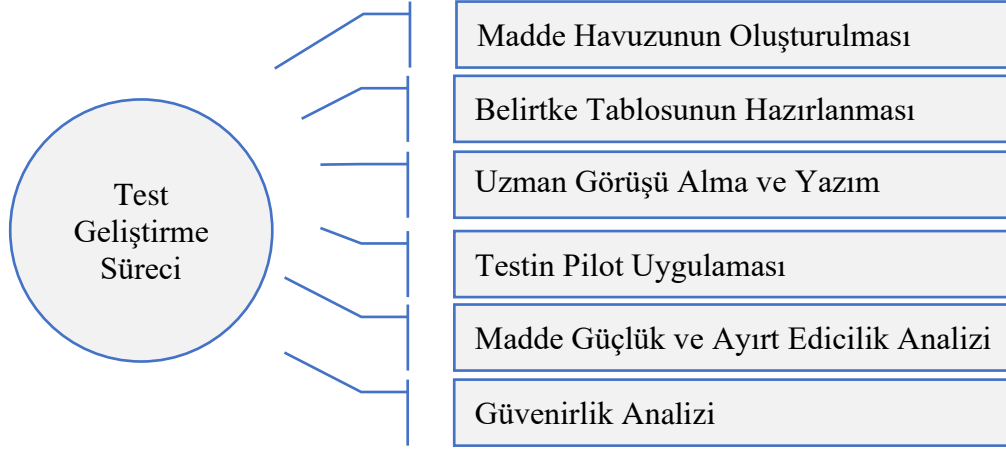 Test
Geliştirme
Süreci
Madde Havuzunun Oluşturulması
Belirtke Tablosunun Hazırlanması
Uzman Görüşü Alma ve Yazım
Testin Pilot Uygulaması
Madde Güçlük ve Ayırt Edicilik Analizi
Güvenirlik Analizi